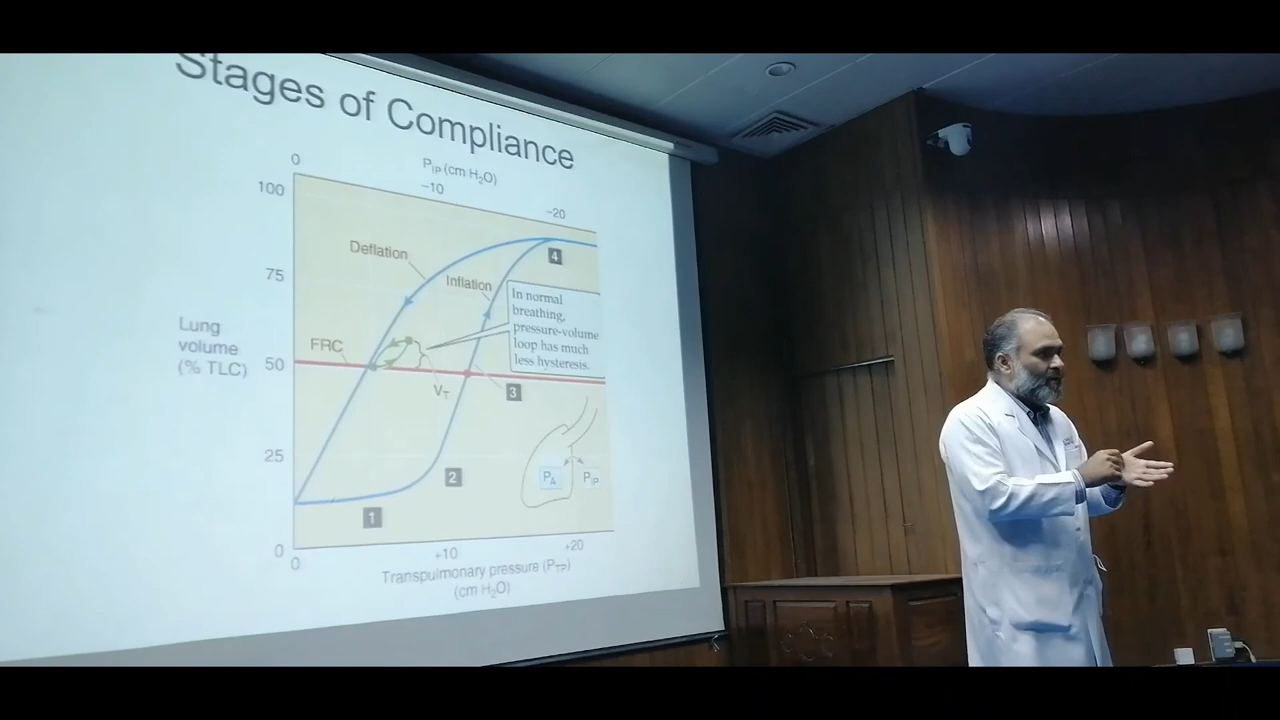 Stages of Compliance
0
P_IP (cm H₂O)
–10
–20
100
Deflation
4
75
Inflation
In normal
breathing,
pressure-volume
loop has much
less hysteresis.
Lung
volume
(% TLC)
FRC
50
V_T
3
25
2
P_A
P_IP
1
0
0
+10
+20
Transpulmonary pressure (P_TP)
(cm H₂O)